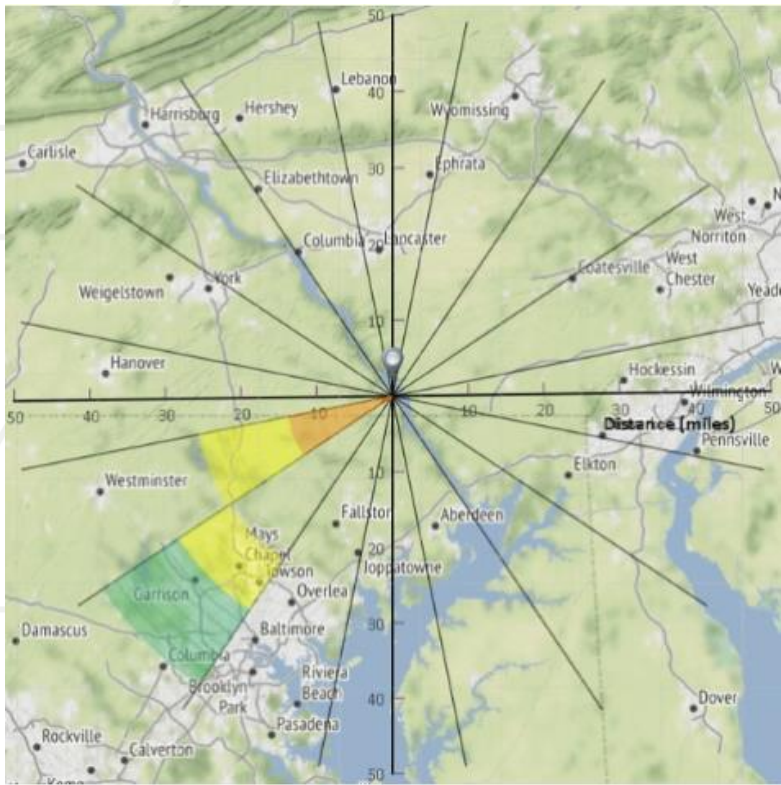 50
Lebanon
40
Wyomissing
Harrisburg
Hershey
Carlisle
30
Ephrata
Elizabethtown
West
Norriton
Columbia
20
Lancaster
Coatesville
West
Chester
Weigelstown
York
10
Hanover
Hockessin
Wilmington
50
40
30
20
10
10
20
30
40
50
Distance (miles)
Pennsville
10
Elkton
Westminster
Fallston
Aberdeen
Mays
Chapel
20
Towson
Joppatowne
Garrison
Overlea
30
Baltimore
Damascus
Columbia
Riviera
Beach
Brooklyn
Park
40
Dover
Pasadena
Rockville
Calverton
50